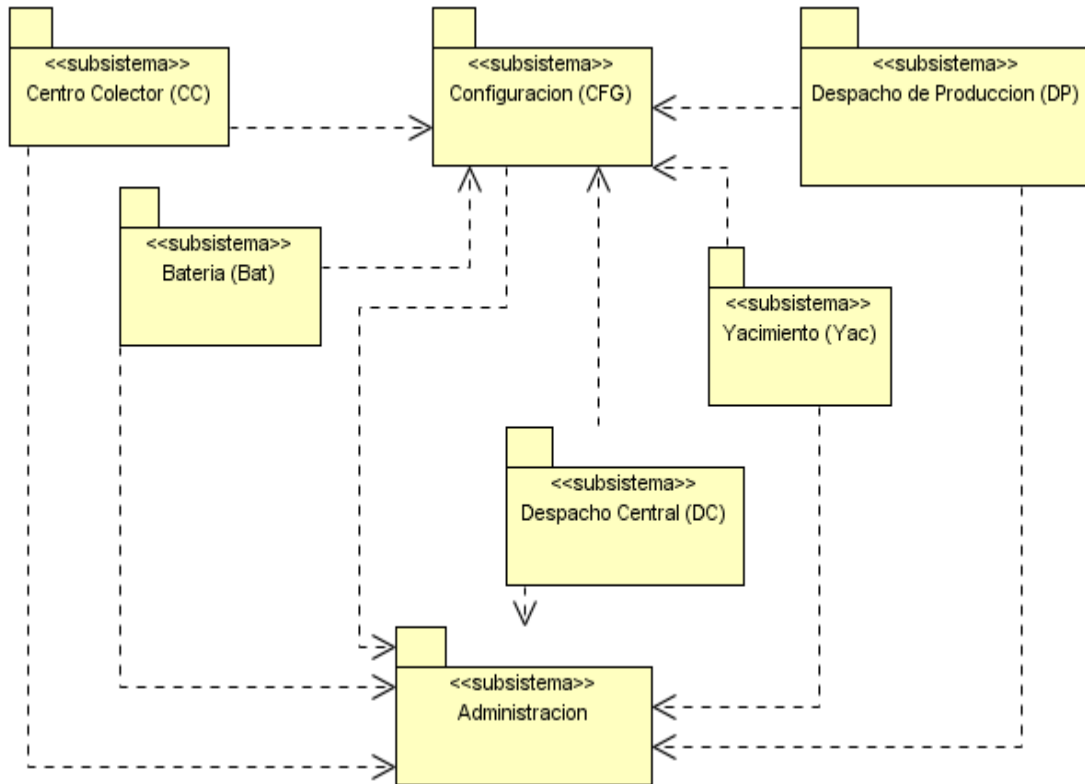 <<subsistema>>
Centro Colector (CC)
<<subsistema>>
Configuracion (CFG)
<<subsistema>>
Despacho de Produccion (DP)
<<subsistema>>
Bateria (Bat)
<<subsistema>>
Yacimiento (Yac)
<<subsistema>>
Despacho Central (DC)
<<subsistema>>
Administracion